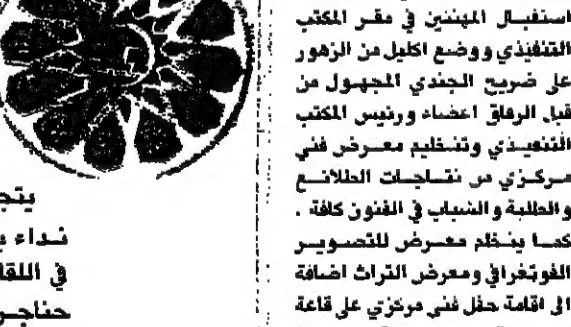 استقبال المهنئين في مقر المكتب
التنفيذي ووضع اكليل من الزهور
على ضريح الجندي المجهول من
قبل الرفاق اعضاء ورئيس المكتب
التنفيذي وتنظيم معرض فني
مركزي من نتاجات الطلائع
والطلبة والشباب في الفنون كافة .
كما ينظم معرض للتصوير
الفوتغرافي ومعرض التراث اضافة
الى اقامة حفل فني مركزي على قاعة
يتج
نداء ب
في اللقا
حناجر